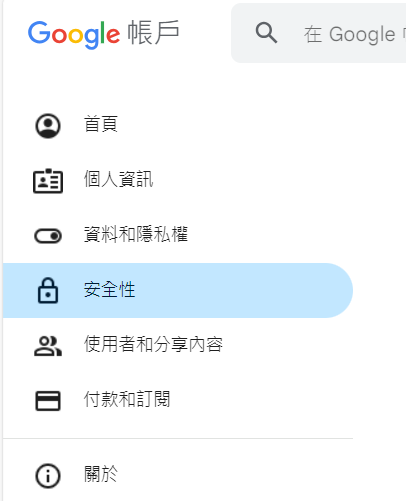 Google 帳戶
在 Google
首頁
個人資訊
資料和隱私權
安全性
使用者和分享內容
付款和訂閱
關於